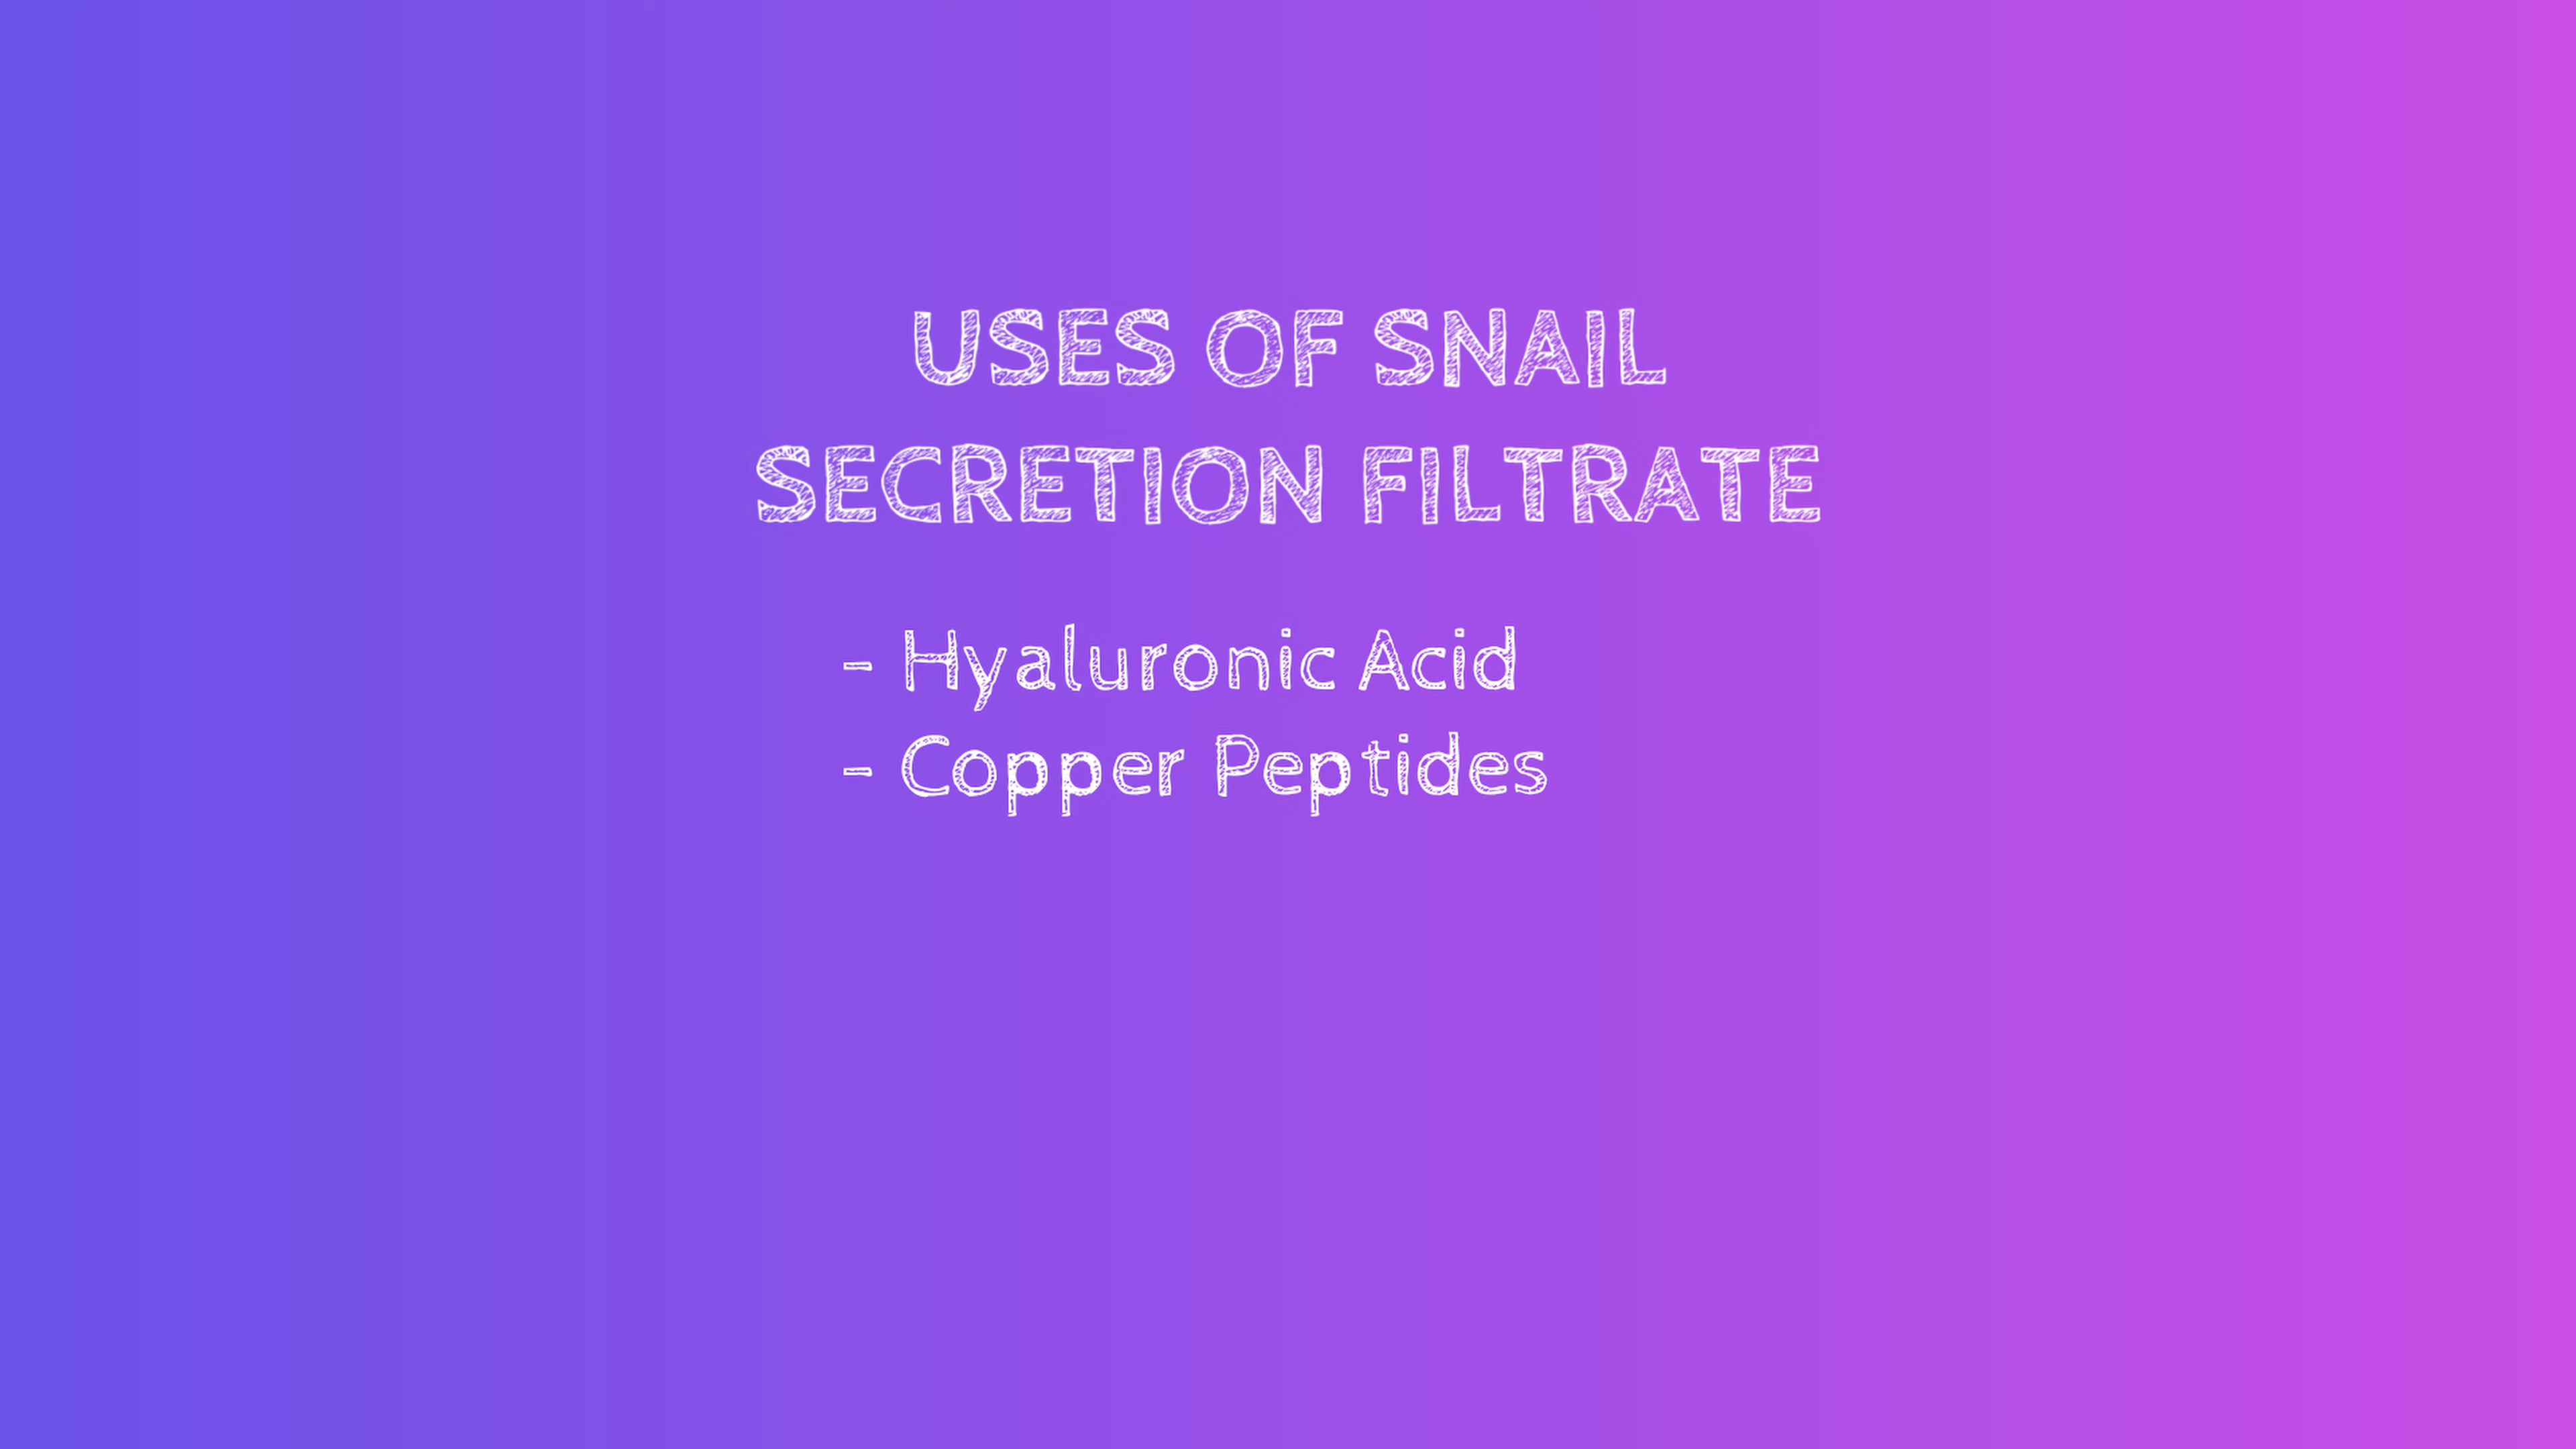 USES OF SNAIL
SECRETION FILTRATE
- Hyaluronic Acid
- Copper Peptides